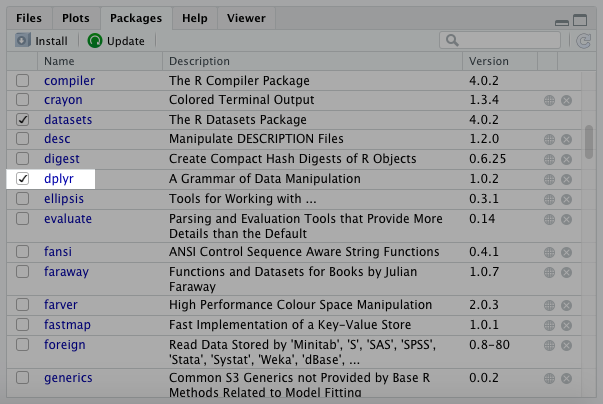 Files Plots Packages Help Viewer
Install Update
Name Description Version
compiler The R Compiler Package 4.0.2
crayon Colored Terminal Output 1.3.4
datasets The R Datasets Package 4.0.2
desc Manipulate DESCRIPTION Files 1.2.0
digest Create Compact Hash Digests of R Objects 0.6.25
dplyr A Grammar of Data Manipulation 1.0.2
ellipsis Tools for Working with ... 0.3.1
evaluate Parsing and Evaluation Tools that Provide More 0.14
Details than the Default
fansi ANSI Control Sequence Aware String Functions 0.4.1
faraway Functions and Datasets for Books by Julian 1.0.7
Faraway
farver High Performance Colour Space Manipulation 2.0.3
fastmap Fast Implementation of a Key-Value Store 1.0.1
foreign Read Data Stored by 'Minitab', 'S', 'SAS', 'SPSS', 0.8-80
'Stata', 'Systat', 'Weka', 'dBase', ...
generics Common S3 Generics not Provided by Base R 0.0.2
Methods Related to Model Fitting